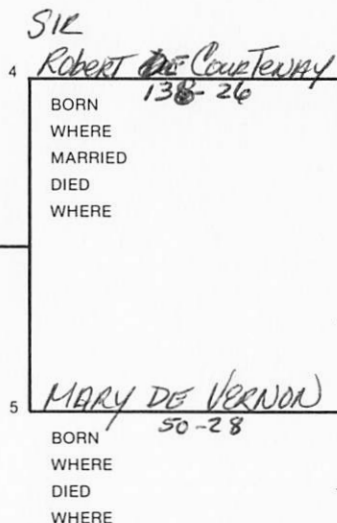 SIR
4 ROBERT DE COURTENAY
138-26
BORN
WHERE
MARRIED
DIED
WHERE
5 MARY DE VERNON
50-28
BORN
WHERE
DIED
WHERE